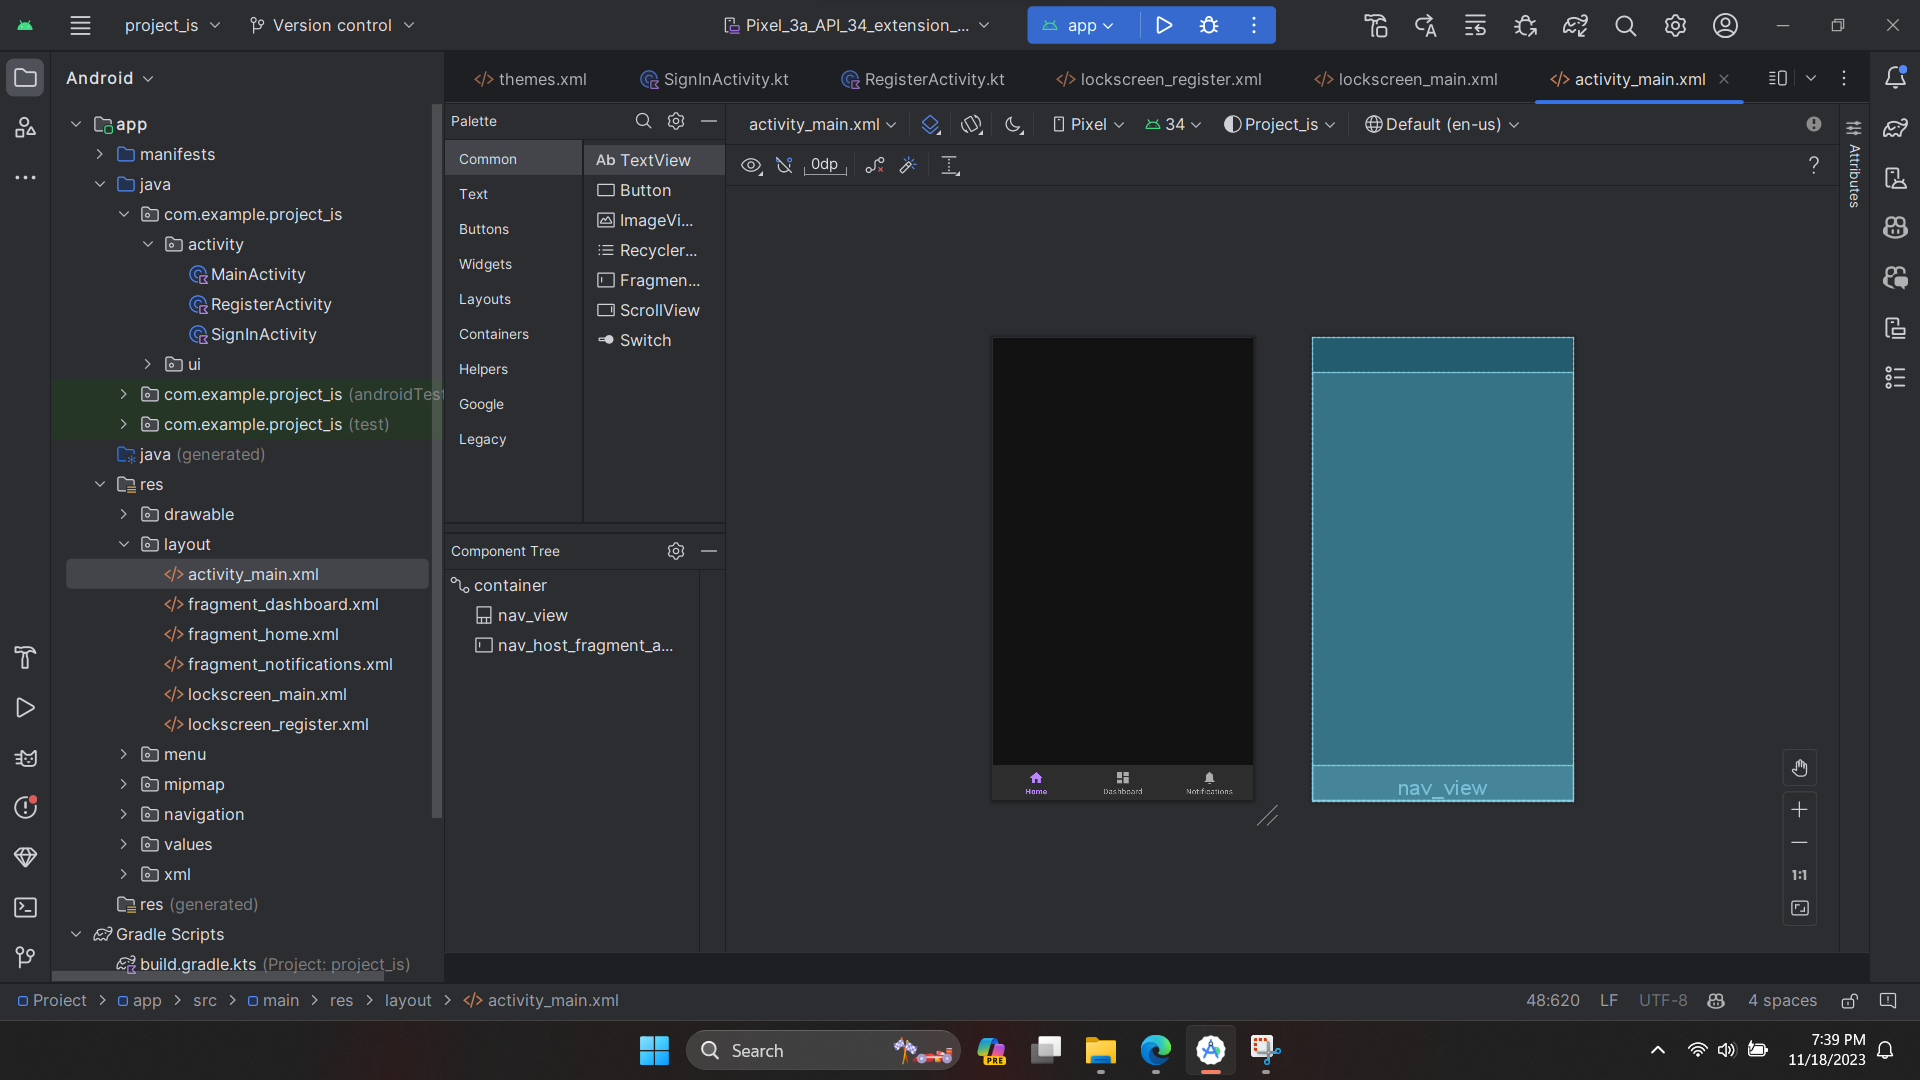 project_is
Version control
Pixel_3a_API_34_extension_...
app
Android
themes.xml
SignInActivity.kt
RegisterActivity.kt
lockscreen_register.xml
lockscreen_main.xml
activity_main.xml
app
manifests
java
com.example.project_is
activity
MainActivity
RegisterActivity
SignInActivity
ui
com.example.project_is (androidTest
com.example.project_is (test)
java (generated)
res
drawable
layout
activity_main.xml
fragment_dashboard.xml
fragment_home.xml
fragment_notifications.xml
lockscreen_main.xml
lockscreen_register.xml
menu
mipmap
navigation
values
xml
res (generated)
Gradle Scripts
build.gradle.kts (Project: project_is)
Palette
Common
Text
Buttons
Widgets
Layouts
Containers
Helpers
Google
Legacy
Ab TextView
Button
ImageVi...
Recycler...
Fragmen...
ScrollView
Switch
Component Tree
container
nav_view
nav_host_fragment_a...
activity_main.xml
Pixel
34
Project_is
Default (en-us)
0dp
?
Attributes
Home
Dashboard
Notifications
nav_view
1:1
Project > app > src > main > res > layout > activity_main.xml
48:620
LF
UTF-8
4 spaces
Search
PRE
7:39 PM
11/18/2023